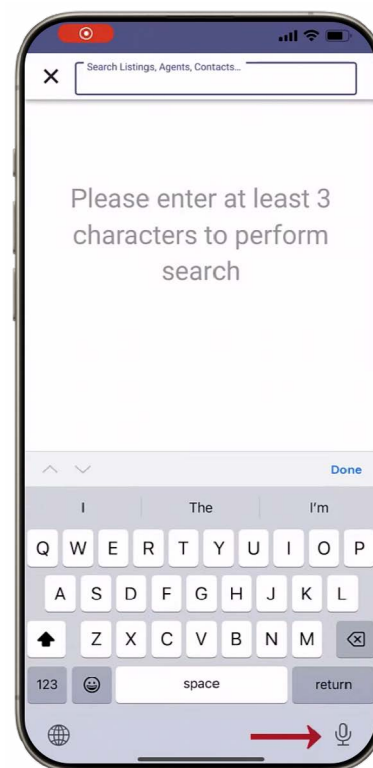 Search Listings, Agents, Contacts...
Please enter at least 3
characters to perform
search
Done
I The I'm
Q W E R T Y U I O P
A S D F G H J K L
Z X C V B N M
123 space return